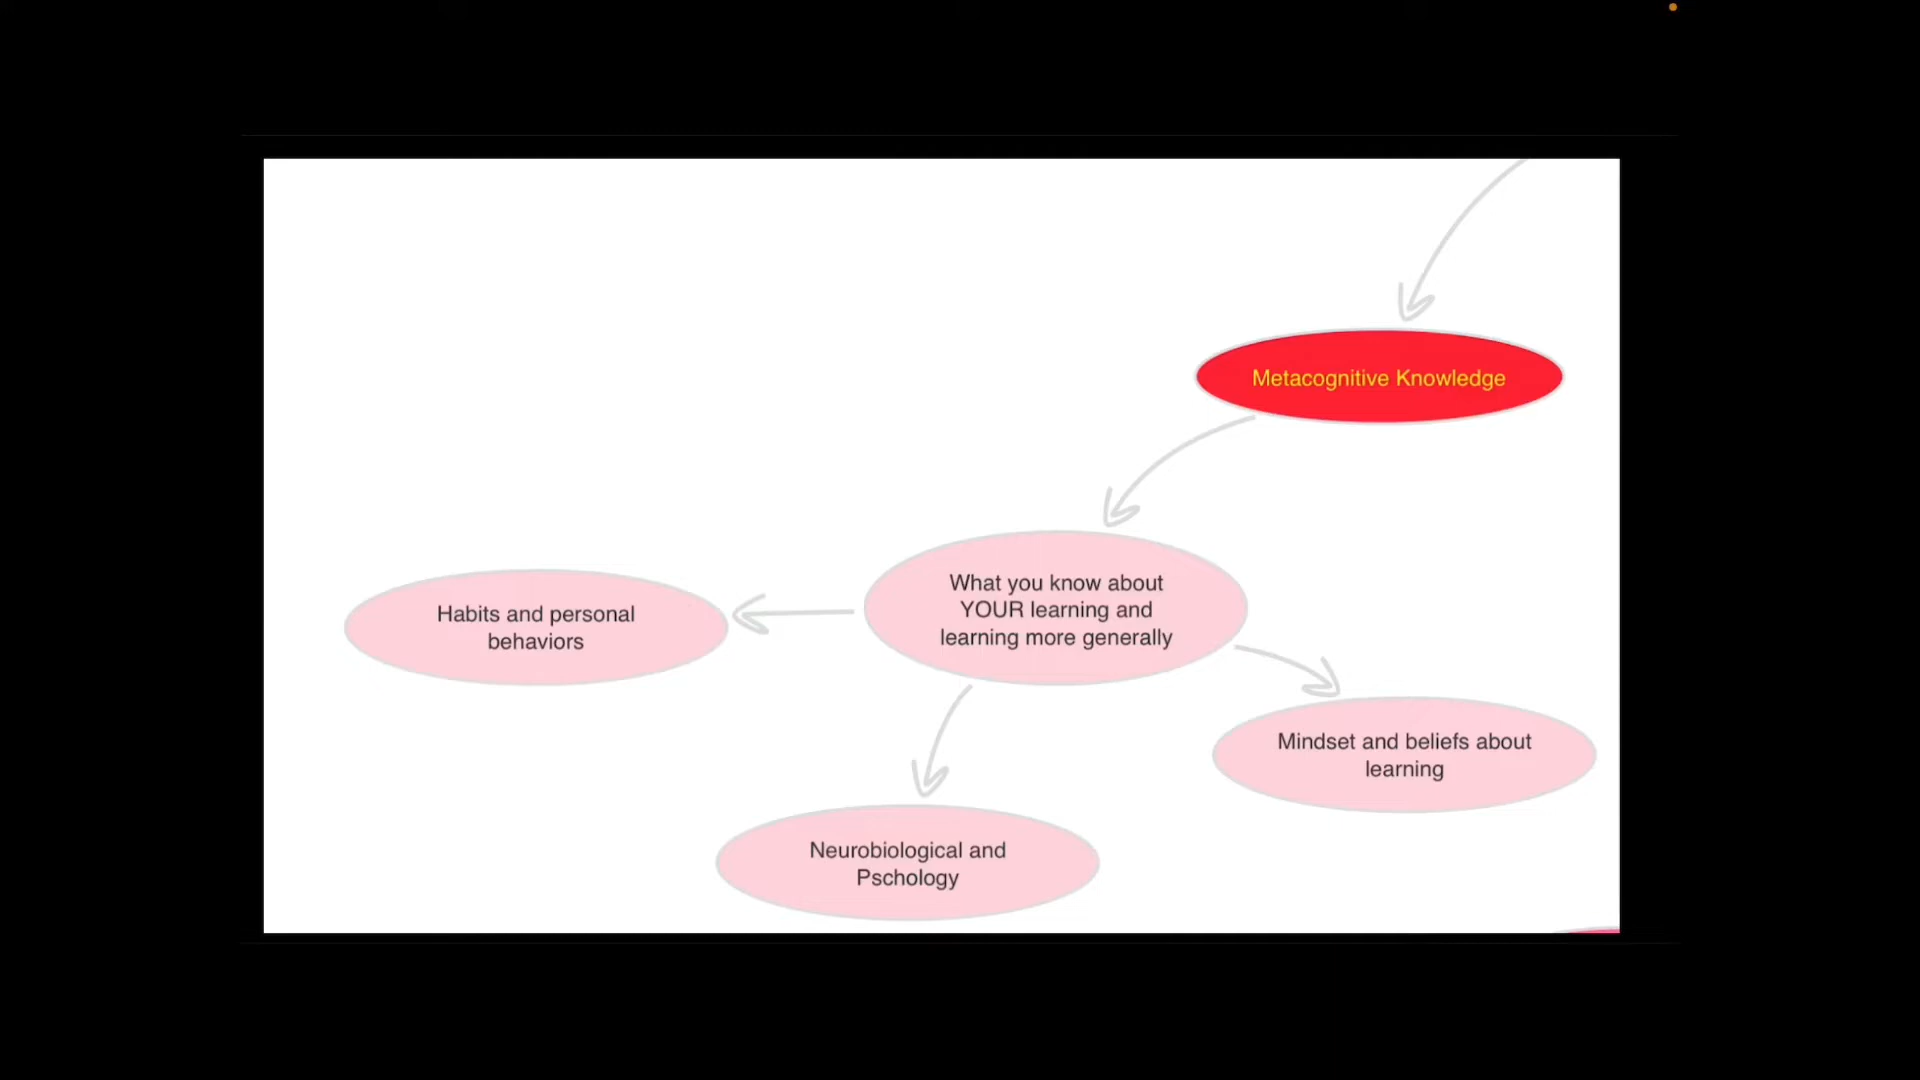 Metacognitive Knowledge
What you know about
YOUR learning and
learning more generally
Habits and personal
behaviors
Mindset and beliefs about
learning
Neurobiological and
Pschology